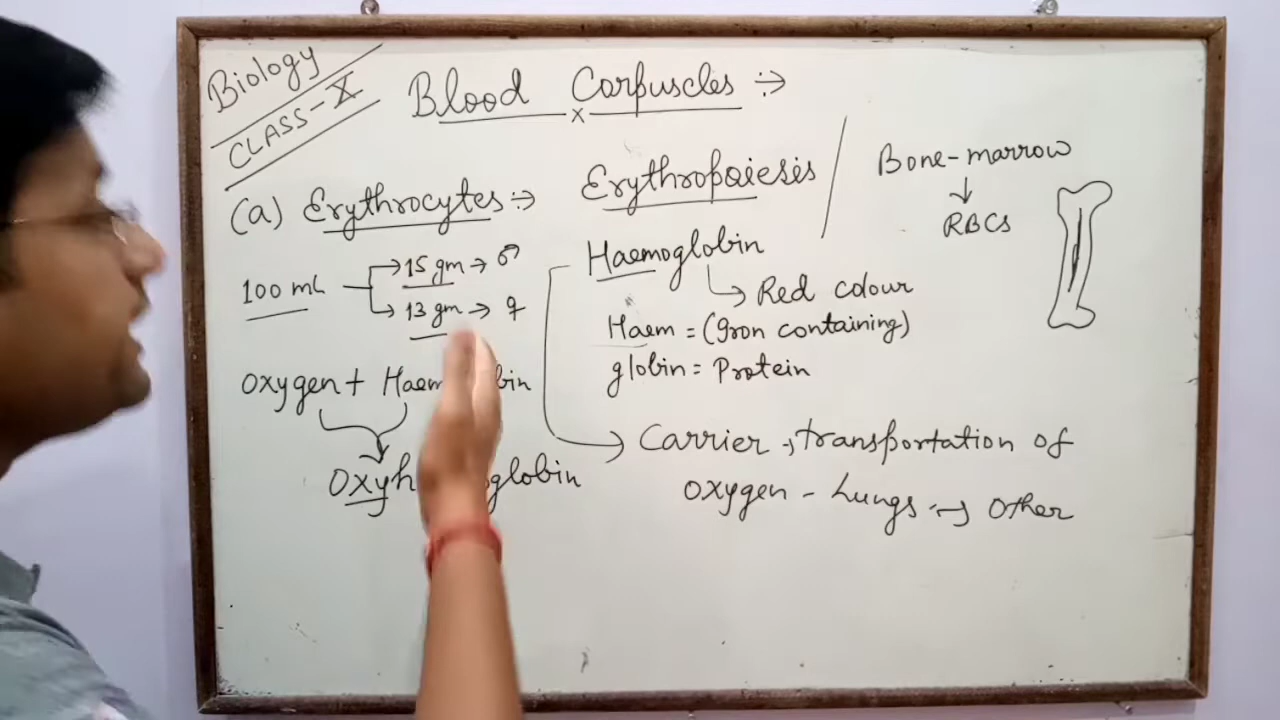 Biology
CLASS-X
Blood Corpuscles :→
(a) Erythrocytes :→
100 mL → 15 gm → ♂
→ 13 gm → ♀
Oxygen +
Erythropoiesis
Haemoglobin
→ Red colour
Haem = (Iron containing)
globin = Protein
→ Carrier → transportation of
oxygen - Lungs → Other
Bone-marrow
↓
RBCS